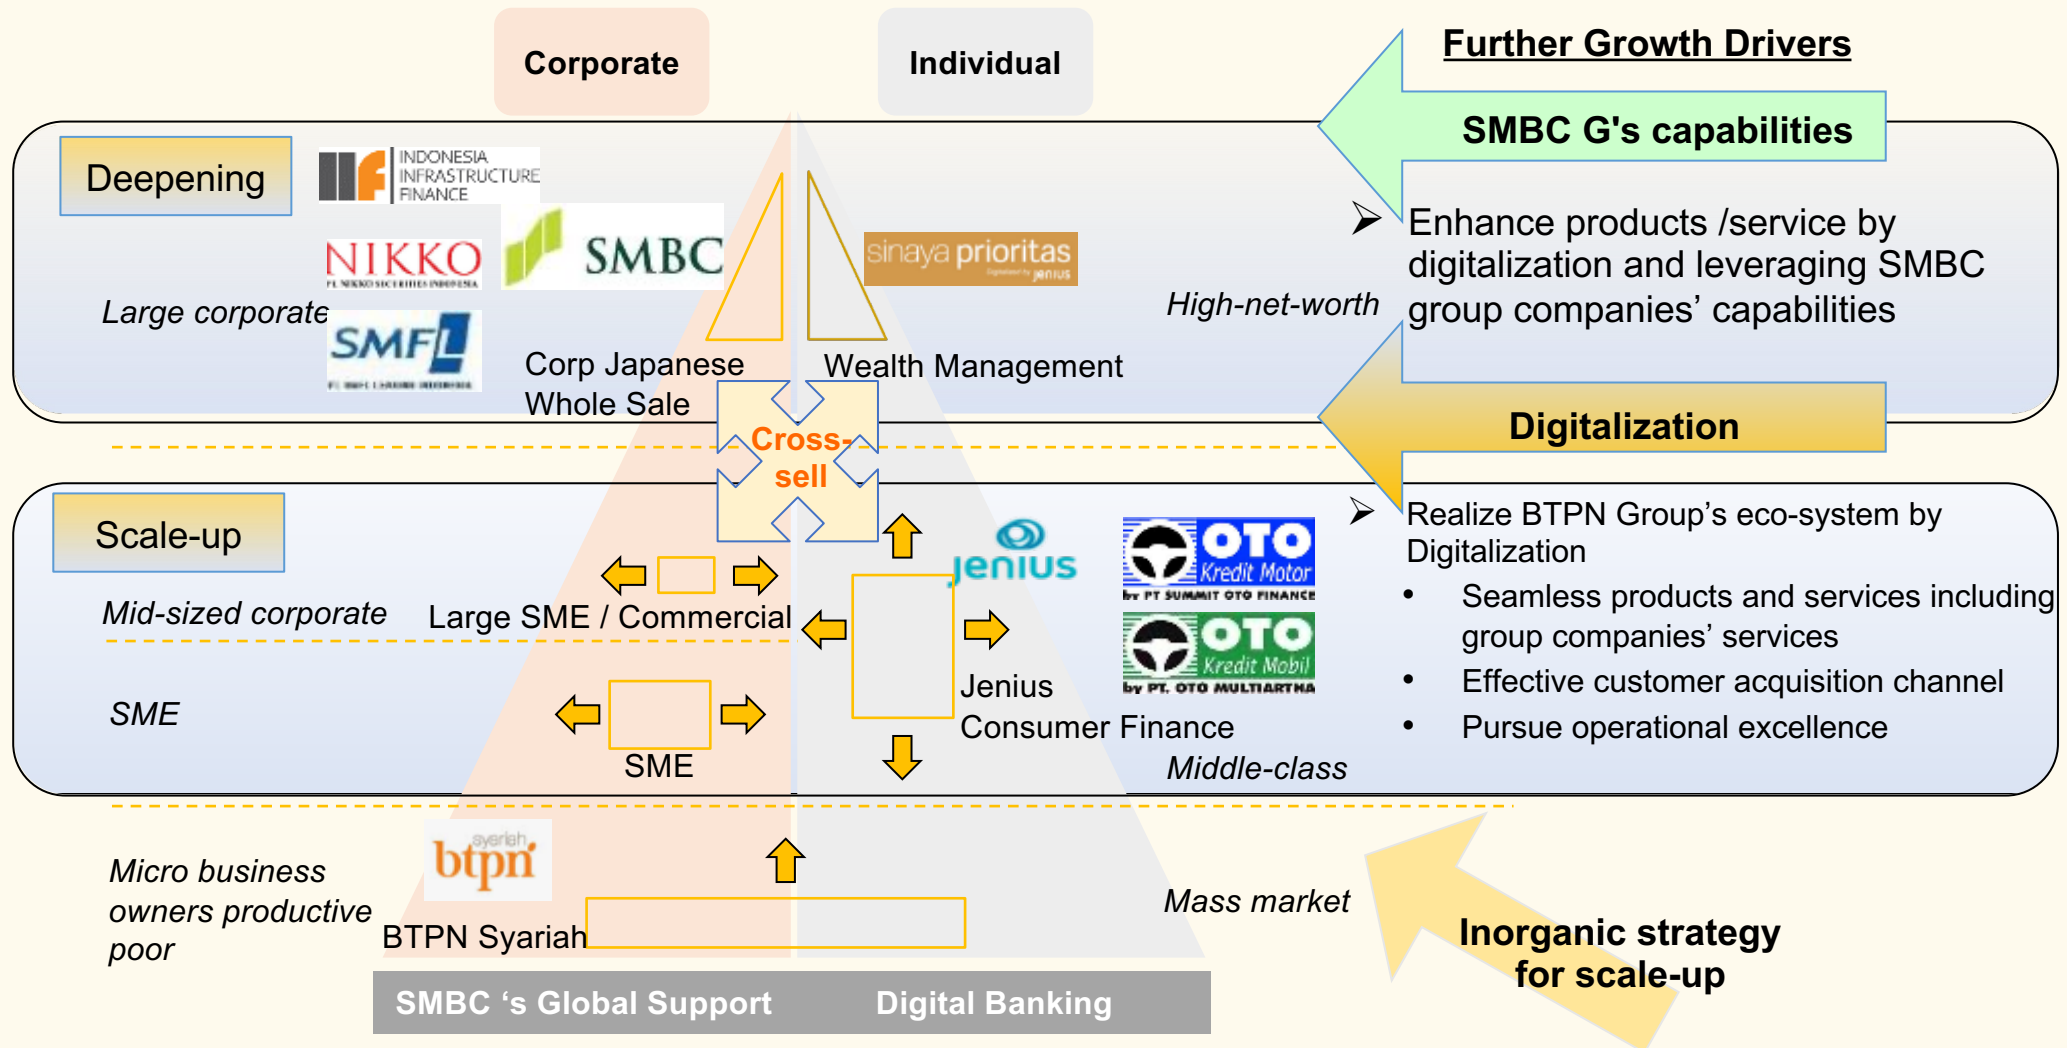 Corporate
Individual
Further Growth Drivers
SMBC G's capabilities
Deepening
INDONESIA
INFRASTRUCTURE
FINANCE
NIKKO
PT. NIKKO SECURITIES INDONESIA
SMBC
sinaya prioritas
jenius
Large corporate
SMFL
High-net-worth
➢ Enhance products /service by
digitalization and leveraging SMBC
group companies’ capabilities
Corp Japanese
Whole Sale
Wealth Management
Cross-
sell
Digitalization
Scale-up
jenius
OTO
Kredit Motor
by PT SUMMIT OTO FINANCE
OTO
Kredit Mobil
by PT. OTO MULTIARTHA
➢ Realize BTPN Group’s eco-system by
Digitalization
• Seamless products and services including
group companies’ services
• Effective customer acquisition channel
• Pursue operational excellence
Mid-sized corporate
Large SME / Commercial
SME
SME
Jenius
Consumer Finance
Middle-class
syariah
btpn
Micro business
owners productive
poor
BTPN Syariah
Mass market
Inorganic strategy
for scale-up
SMBC ‘s Global Support
Digital Banking